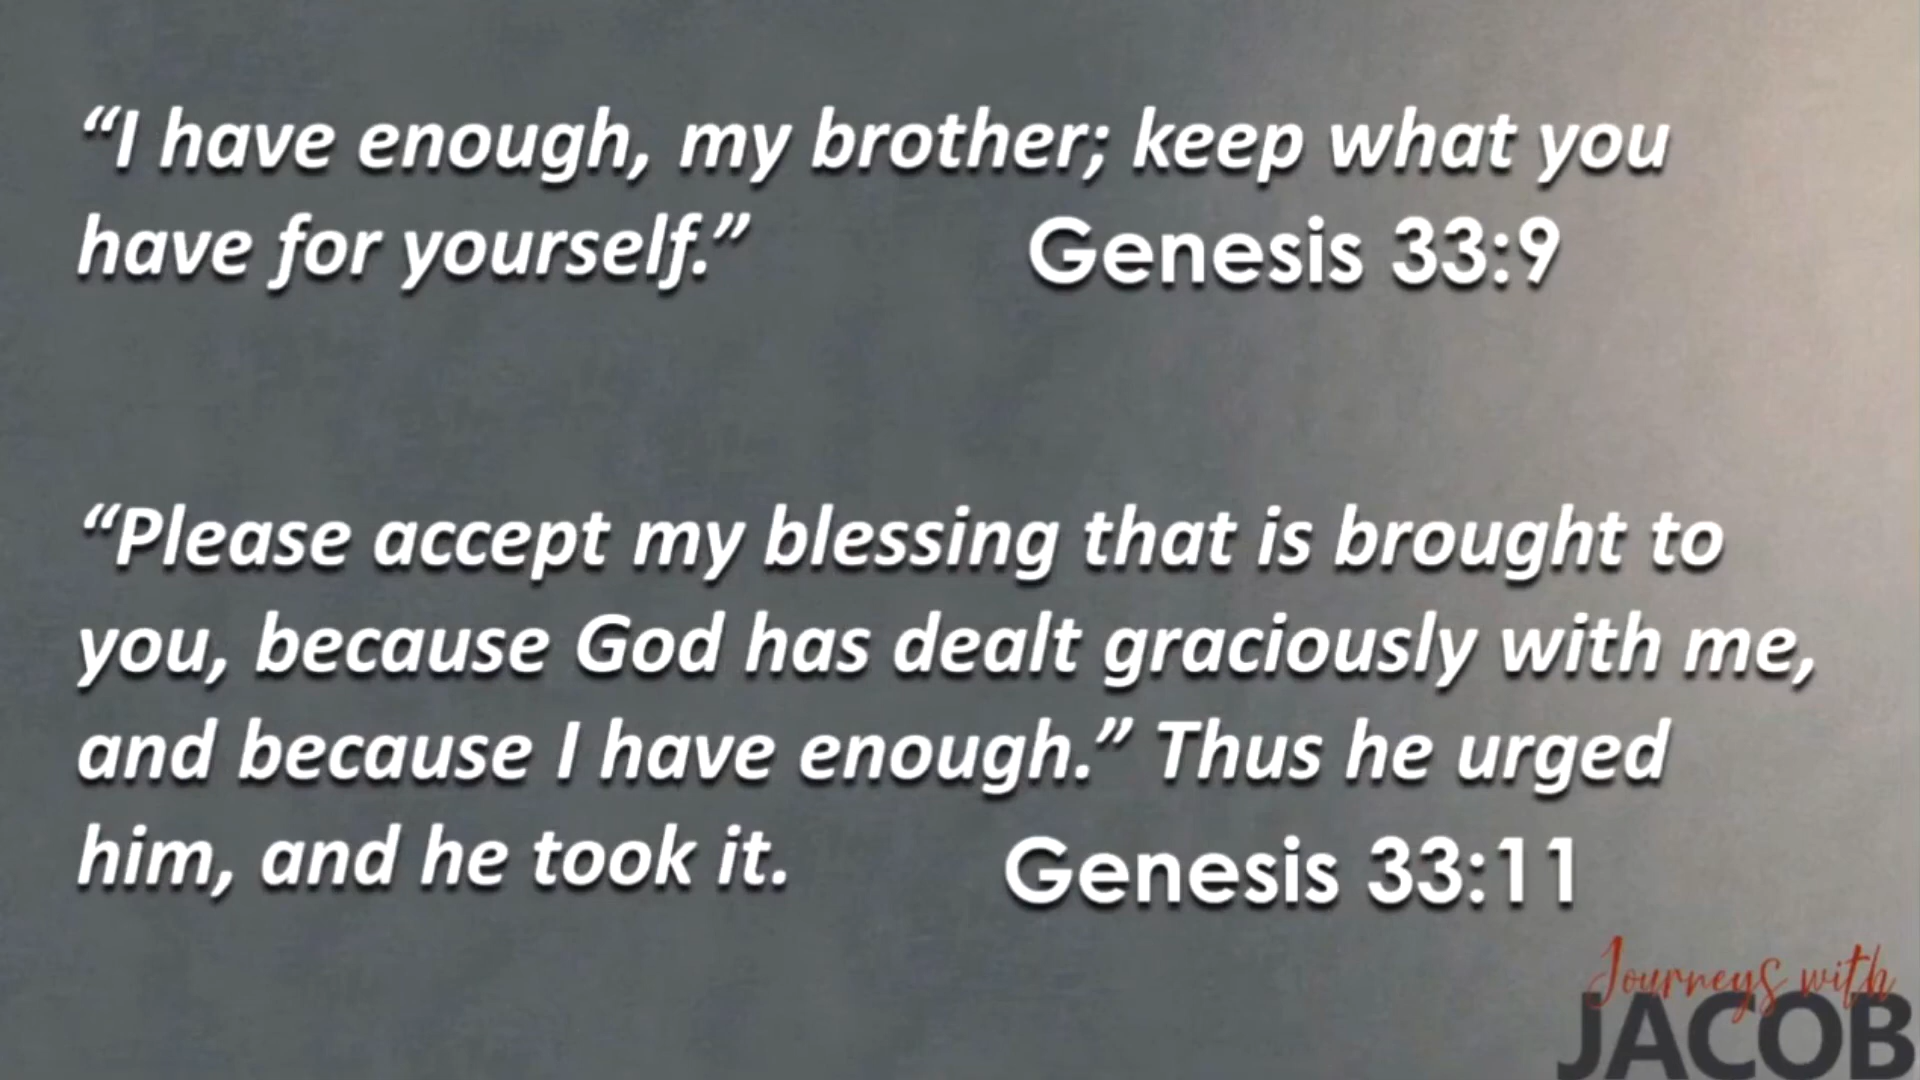 “I have enough, my brother; keep what you
have for yourself.” Genesis 33:9
“Please accept my blessing that is brought to
you, because God has dealt graciously with me,
and because I have enough.” Thus he urged
him, and he took it. Genesis 33:11
Journeys with
JACOB